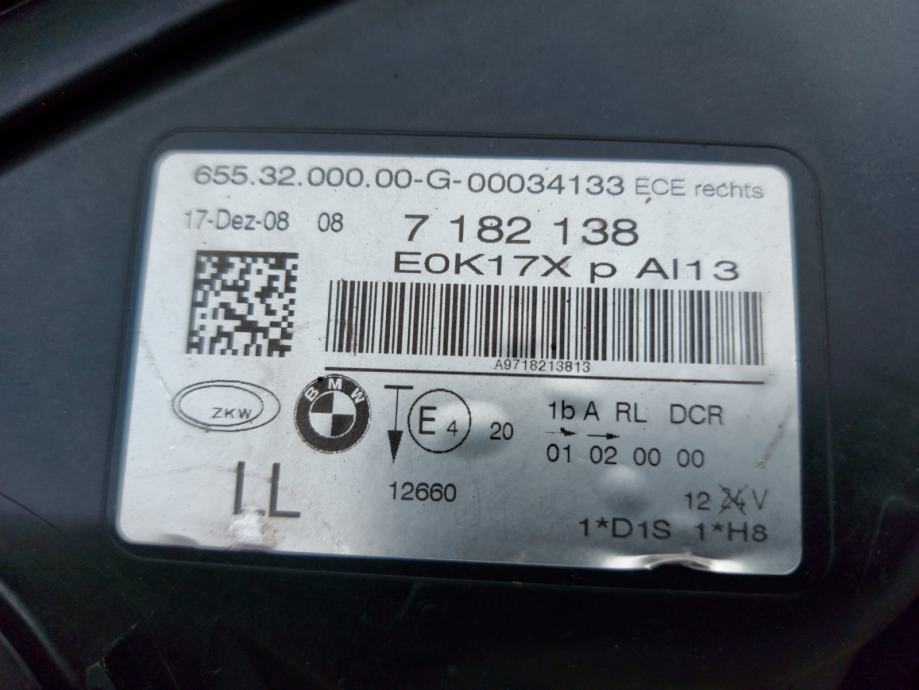 655.32.000.00-G-00034133 ECE rechts
17-Dez-08 08 7 182 138
E0K17X p AI13
A9718213813
ZKW BMW E 4 20 1b A RL DCR
01 02 00 00
LL 12660 12 24 V
1*D1S 1*H8